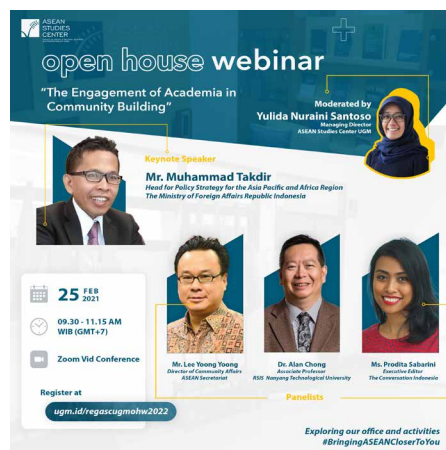 ASEAN
STUDIES
CENTER
open house webinar
"The Engagement of Academia in
Community Building"
Moderated by
Yulida Nuraini Santoso
Managing Director
ASEAN Studies Center UGM
Keynote Speaker
Mr. Muhammad Takdir
Head for Policy Strategy for the Asia Pacific and Africa Region
The Ministry of Foreign Affairs Republic Indonesia
25 FEB
2021
09.30 - 11.15 AM
WIB (GMT+7)
Zoom Vid Conference
Register at
ugm.id/regascugmohw2022
Mr. Lee Yoong Yoong
Director of Community Affairs
ASEAN Secretariat
Dr. Alan Chong
Associate Professor
RSIS Nanyang Technological University
Ms. Prodita Sabarini
Executive Editor
The Conversation Indonesia
Panelists
Exploring our office and activities
#BringingASEANCloserToYou